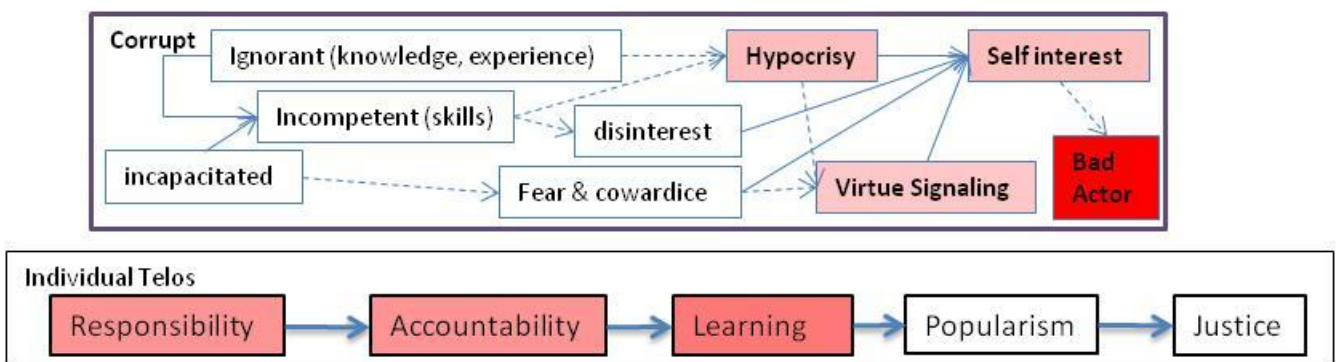 Corrupt
Ignorant (knowledge, experience)
Hypocrisy
Self interest
Incompetent (skills)
disinterest
incapacitated
Fear & cowardice
Virtue Signaling
Bad
Actor
Individual Telos
Responsibility
Accountability
Learning
Popularism
Justice